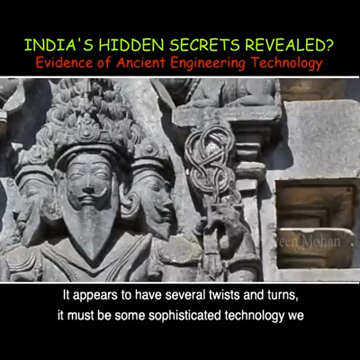 INDIA'S HIDDEN SECRETS REVEALED?
Evidence of Ancient Engineering Technology
Mohan
It appears to have several twists and turns,
it must be some sophisticated technology we